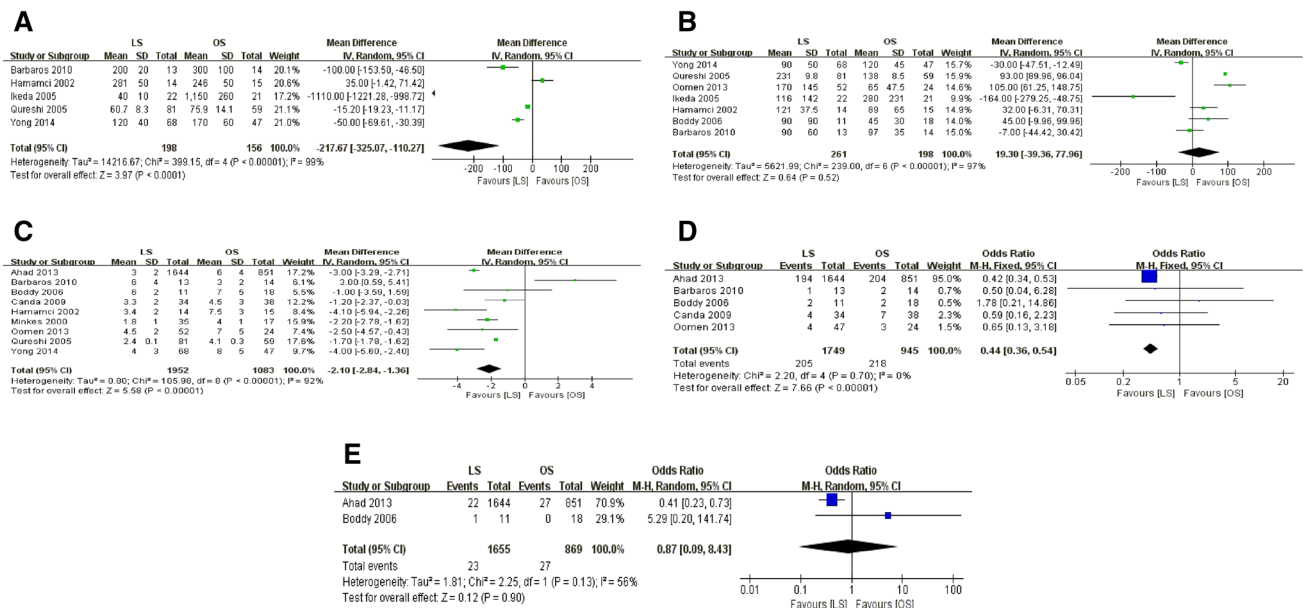 A
LS OS Mean Difference Mean Difference
Study or Subgroup Mean SD Total Mean SD Total Weight IV, Random, 95% CI IV, Random, 95% CI
Barbaros 2010 200 20 13 300 100 14 20.1% -100.00 [-153.50, -46.50]
Hamamci 2002 281 50 14 246 50 15 20.8% 35.00 [-1.42, 71.42]
Ikeda 2005 40 10 22 1,150 260 21 17.2% -1110.00 [-1221.28, -998.72]
Qureshi 2005 60.7 8.3 81 75.9 14.1 59 21.1% -15.20 [-19.23, -11.17]
Yong 2014 120 40 68 170 60 47 21.0% -50.00 [-69.61, -30.39]
Total (95% CI) 198 156 100.0% -217.67 [-325.07, -110.27]
Heterogeneity: Tau² = 14216.67; Chi² = 399.15, df = 4 (P < 0.00001); I² = 99%
Test for overall effect: Z = 3.97 (P < 0.0001)
-200 -100 0 100 200
Favours [LS] Favours [OS]
B
LS OS Mean Difference Mean Difference
Study or Subgroup Mean SD Total Mean SD Total Weight IV, Random, 95% CI IV, Random, 95% CI
Yong 2014 90 50 68 120 45 47 15.7% -30.00 [-47.51, -12.49]
Qureshi 2005 231 9.8 81 138 8.5 59 15.9% 93.00 [89.96, 96.04]
Oomen 2013 170 145 52 65 47.5 24 14.4% 105.00 [61.25, 148.75]
Ikeda 2005 116 142 22 280 231 21 9.5% -164.00 [-279.25, -48.75]
Hamamci 2002 121 37.5 14 89 65 15 14.8% 32.00 [-6.31, 70.31]
Boddy 2006 90 90 11 45 30 18 13.7% 45.00 [-9.96, 99.96]
Barbaros 2010 90 60 13 97 35 14 14.9% -7.00 [-44.42, 30.42]
Total (95% CI) 261 198 100.0% 19.30 [-39.36, 77.96]
Heterogeneity: Tau² = 5621.99; Chi² = 239.00, df = 6 (P < 0.00001); I² = 97%
Test for overall effect: Z = 0.64 (P = 0.52)
-200 -100 0 100 200
Favours [LS] Favours [OS]
C
LS OS Mean Difference Mean Difference
Study or Subgroup Mean SD Total Mean SD Total Weight IV, Random, 95% CI IV, Random, 95% CI
Ahad 2013 3 2 1644 6 4 851 17.2% -3.00 [-3.29, -2.71]
Barbaros 2010 6 4 13 3 2 14 5.9% 3.00 [0.59, 5.41]
Boddy 2006 6 2 11 7 5 18 5.5% -1.00 [-3.59, 1.59]
Canda 2009 3.3 2 34 4.5 3 38 12.1% -1.20 [-2.37, -0.03]
Hamamci 2002 3.4 2 14 7.5 3 15 8.4% -4.10 [-5.94, -2.26]
Minkes 2000 1.8 1 35 4 1 17 16.0% -2.20 [-2.78, -1.62]
Oomen 2013 4.5 2 52 7 5 24 7.5% -2.50 [-4.57, -0.43]
Qureshi 2005 2.4 0.1 81 4.1 0.3 59 17.6% -1.70 [-1.78, -1.62]
Yong 2014 4 3 68 8 5 47 9.7% -4.00 [-5.60, -2.40]
Total (95% CI) 1952 1083 100.0% -2.10 [-2.84, -1.36]
Heterogeneity: Tau² = 0.80; Chi² = 105.98, df = 8 (P < 0.00001); I² = 92%
Test for overall effect: Z = 5.58 (P < 0.00001)
-4 -2 0 2 4
Favours [LS] Favours [OS]
D
LS OS Odds Ratio Odds Ratio
Study or Subgroup Events Total Events Total Weight M-H, Fixed, 95% CI M-H, Fixed, 95% CI
Ahad 2013 194 1644 204 851 95.0% 0.42 [0.34, 0.53]
Barbaros 2010 1 13 2 14 0.7% 0.50 [0.04, 6.28]
Boddy 2006 2 11 2 18 0.5% 1.78 [0.21, 14.86]
Canda 2009 4 34 7 38 2.3% 0.59 [0.16, 2.23]
Oomen 2013 4 47 3 24 1.5% 0.65 [0.13, 3.18]
Total (95% CI) 1749 945 100.0% 0.44 [0.36, 0.54]
Total events 205 218
Heterogeneity: Chi² = 2.20, df = 4 (P = 0.70); I² = 0%
Test for overall effect: Z = 7.66 (P < 0.00001)
0.05 0.2 1 5 20
Favours [LS] Favours [OS]
E
LS OS Odds Ratio Odds Ratio
Study or Subgroup Events Total Events Total Weight M-H, Random, 95% CI M-H, Random, 95% CI
Ahad 2013 22 1644 27 851 70.9% 0.41 [0.23, 0.73]
Boddy 2006 1 11 0 18 29.1% 5.29 [0.20, 141.74]
Total (95% CI) 1655 869 100.0% 0.87 [0.09, 8.43]
Total events 23 27
Heterogeneity: Tau² = 1.81; Chi² = 2.25, df = 1 (P = 0.13); I² = 56%
Test for overall effect: Z = 0.12 (P = 0.90)
0.01 0.1 1 10 100
Favours [LS] Favours [OS]